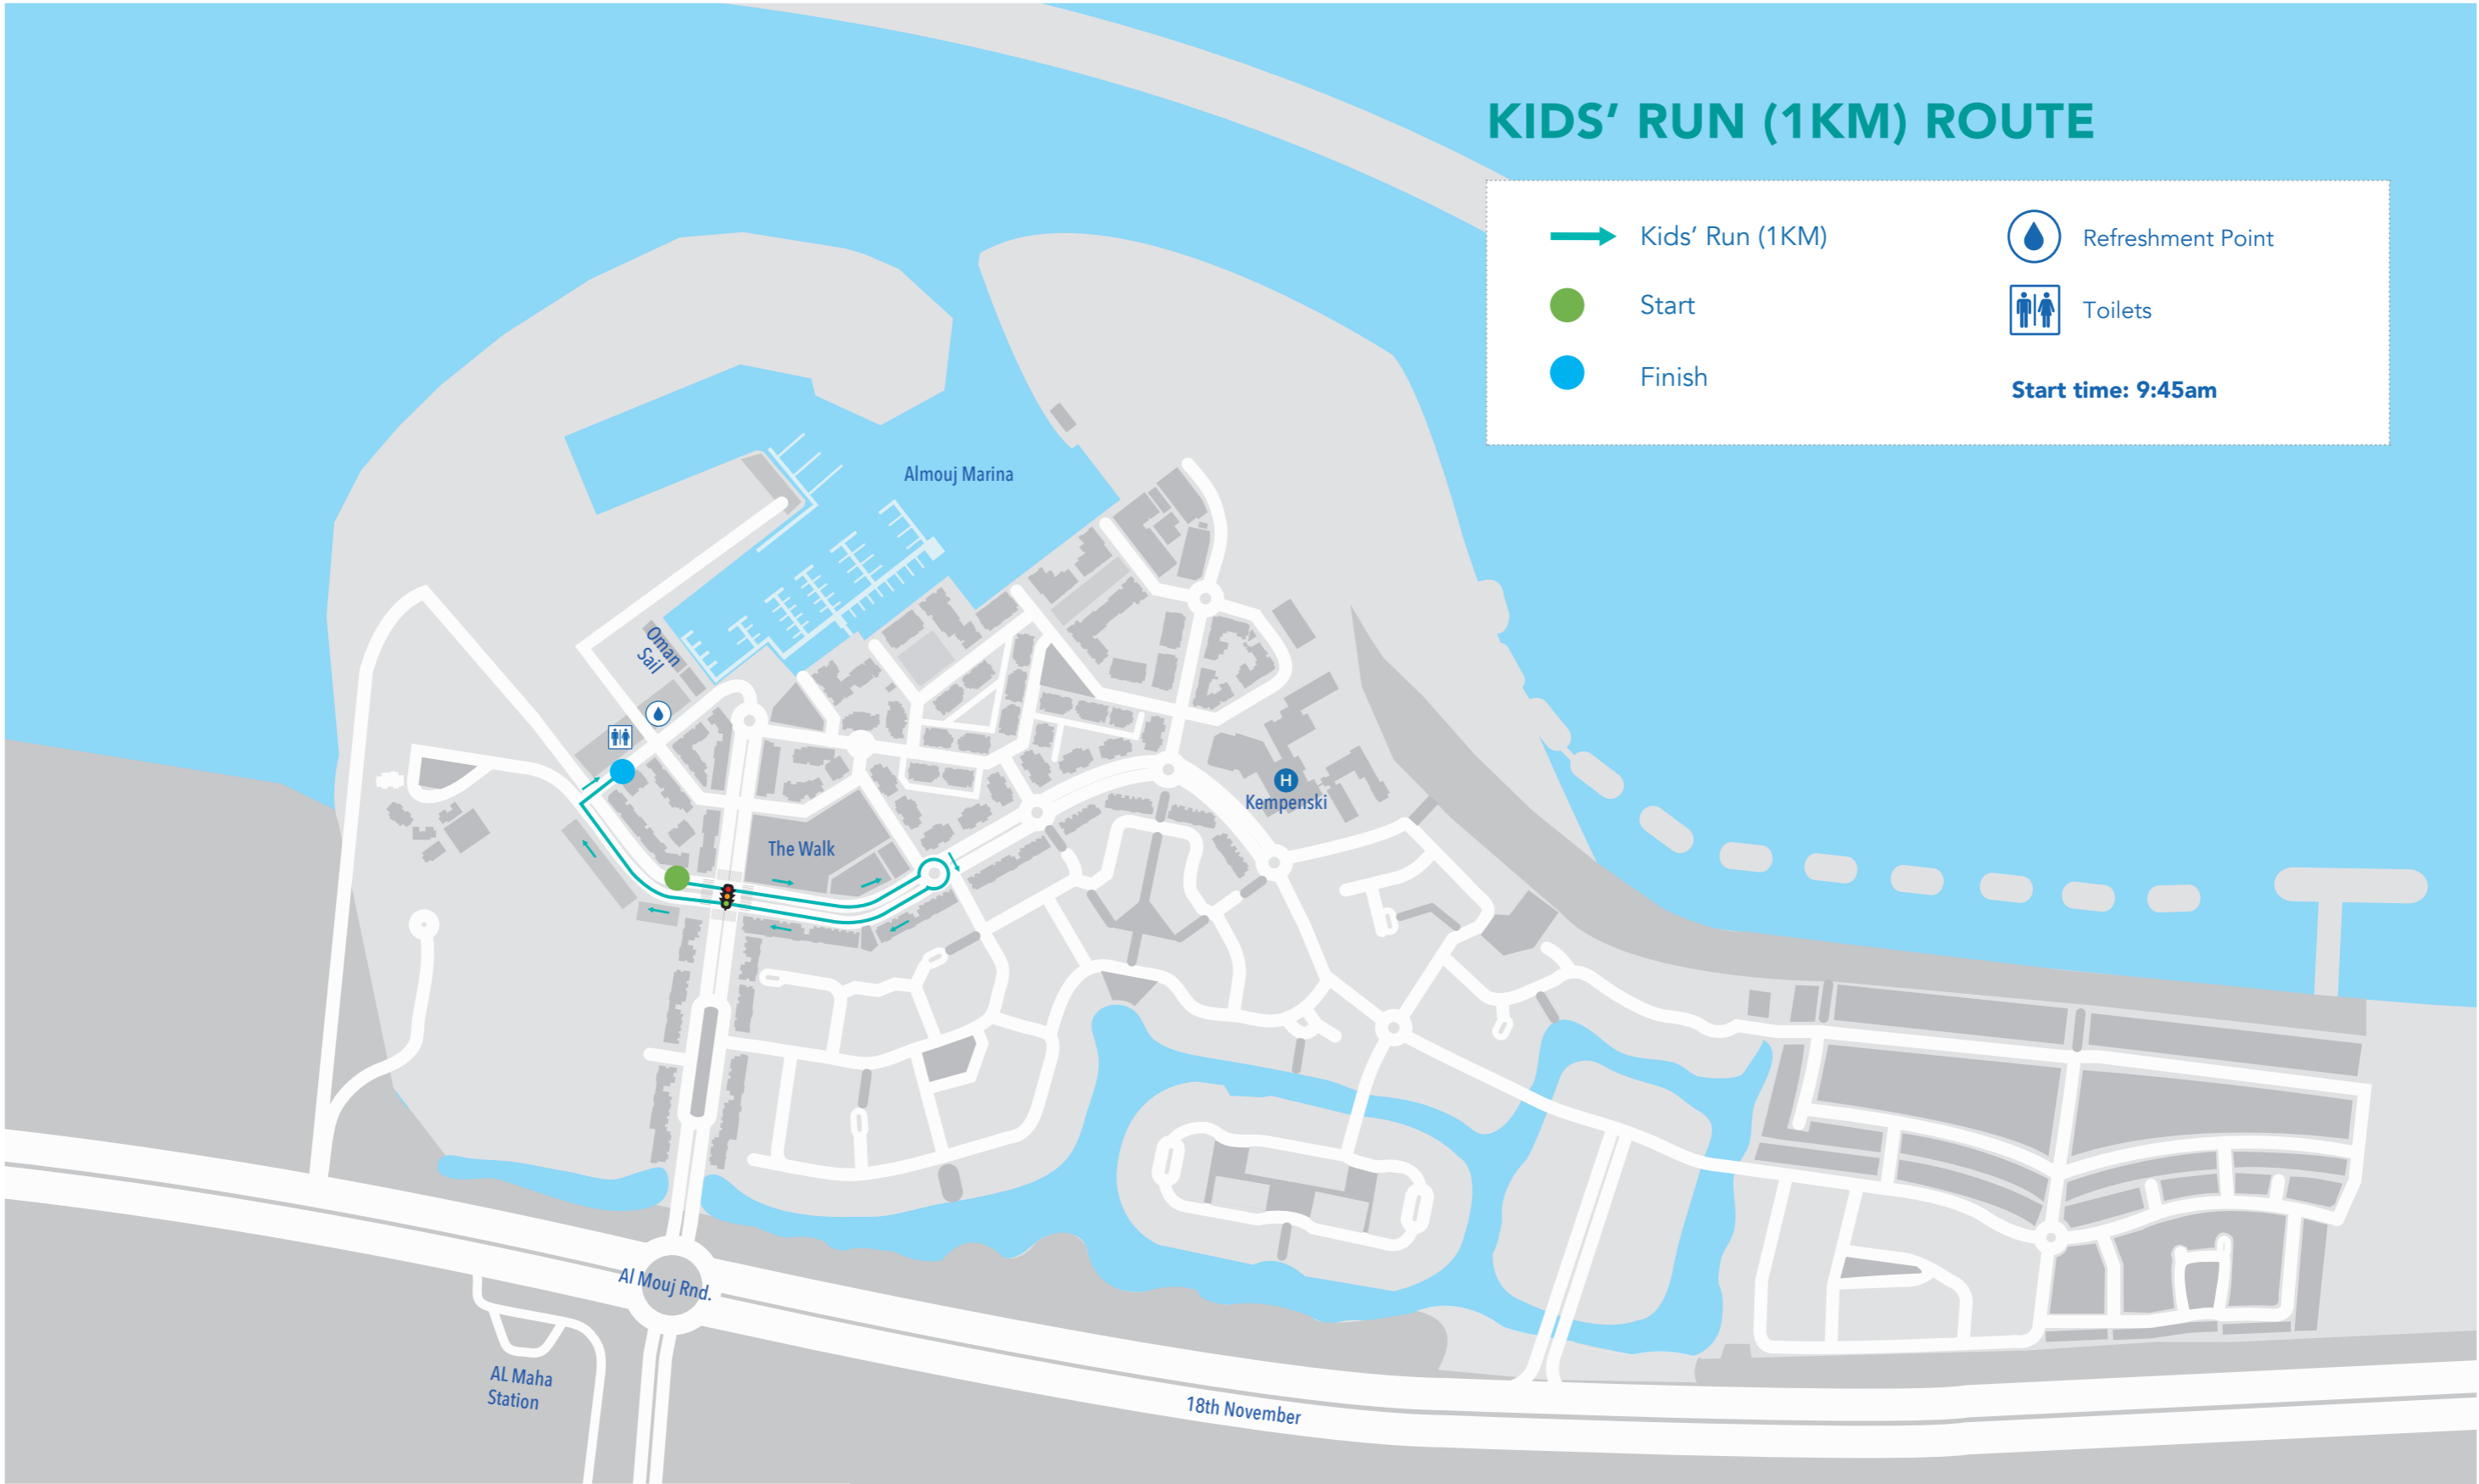 KIDS' RUN (1KM) ROUTE
Kids' Run (1KM)
Start
Finish
Refreshment Point
Toilets
Start time: 9:45am
Almouj Marina
Oman
Sail
The Walk
H
Kempenski
Al Mouj Rnd.
AL Maha
Station
18th November